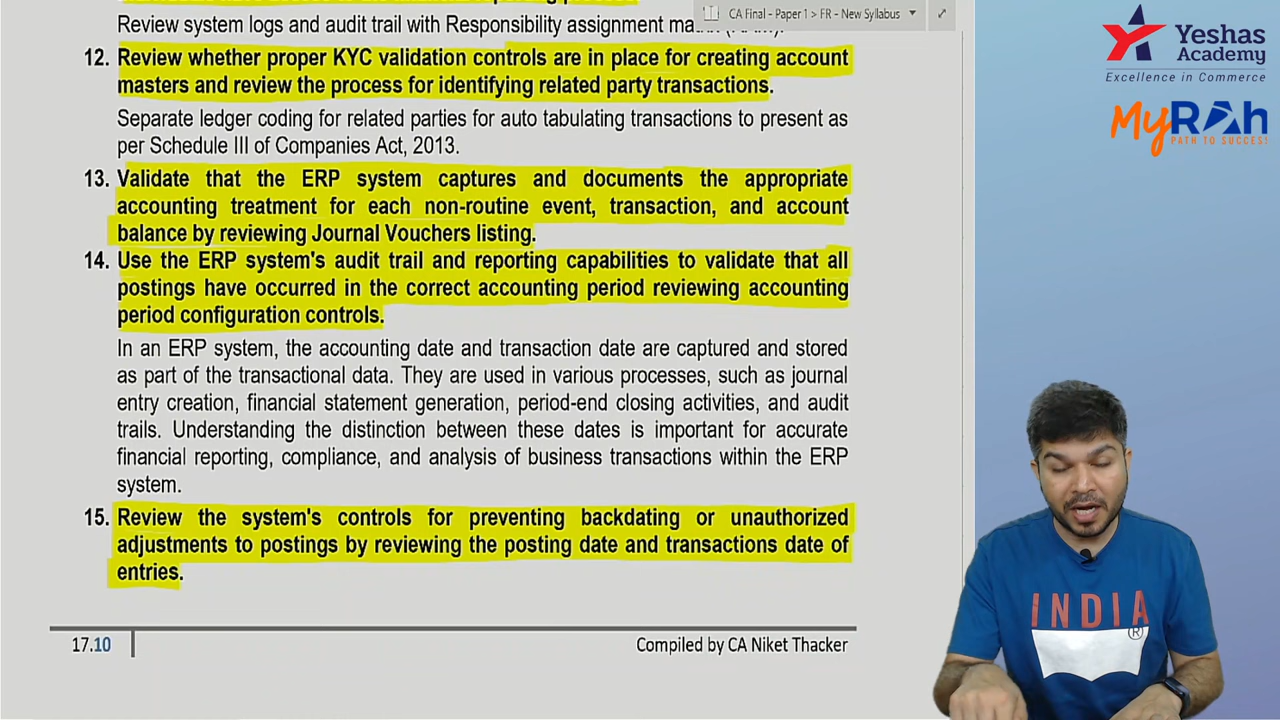 CA Final - Paper 1 > FR - New Syllabus
Review system logs and audit trail with Responsibility assignment
12. Review whether proper KYC validation controls are in place for creating account
masters and review the process for identifying related party transactions.
Separate ledger coding for related parties for auto tabulating transactions to present as
per Schedule III of Companies Act, 2013.
13. Validate that the ERP system captures and documents the appropriate
accounting treatment for each non-routine event, transaction, and account
balance by reviewing Journal Vouchers listing.
14. Use the ERP system's audit trail and reporting capabilities to validate that all
postings have occurred in the correct accounting period reviewing accounting
period configuration controls.
In an ERP system, the accounting date and transaction date are captured and stored
as part of the transactional data. They are used in various processes, such as journal
entry creation, financial statement generation, period-end closing activities, and audit
trails. Understanding the distinction between these dates is important for accurate
financial reporting, compliance, and analysis of business transactions within the ERP
system.
15. Review the system's controls for preventing backdating or unauthorized
adjustments to postings by reviewing the posting date and transactions date of
entries.
17.10
Compiled by CA Niket Thacker
Yeshas
Academy
Excellence in Commerce
MyRAh
PATH TO SUCCESS
INDIA
®